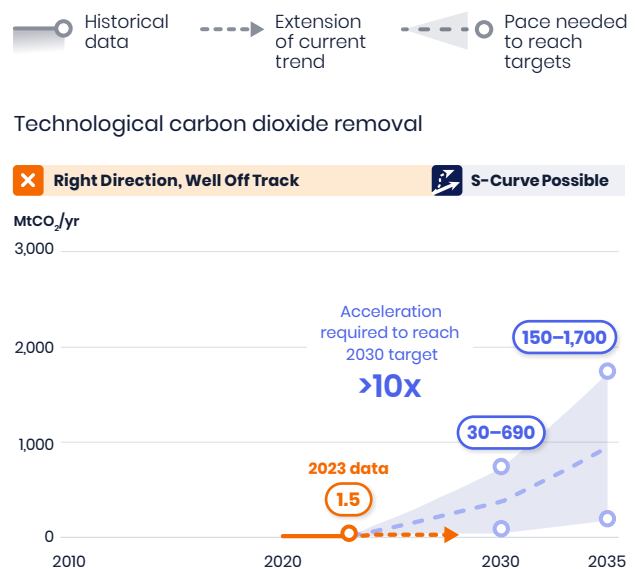 Historical
data
Extension
of current
trend
Pace needed
to reach
targets
Technological carbon dioxide removal
Right Direction, Well Off Track
S-Curve Possible
MtCO₂/yr
3,000
2,000
1,000
0
Acceleration
required to reach
2030 target
>10x
150–1,700
30–690
2023 data
1.5
2010
2020
2030
2035